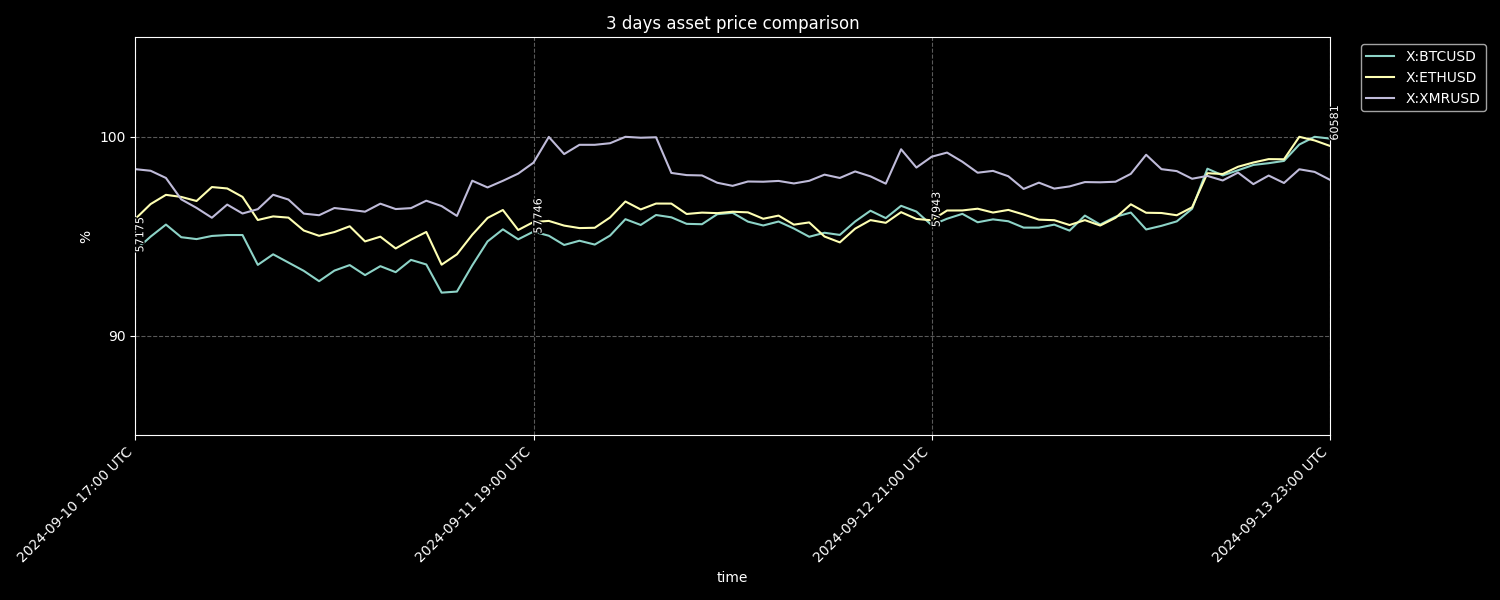 3 days asset price comparison
X:BTCUSD
X:ETHUSD
X:XMRUSD
100
90
%
57175
57746
57943
60581
2024-09-10 17:00 UTC
2024-09-11 19:00 UTC
2024-09-12 21:00 UTC
2024-09-13 23:00 UTC
time